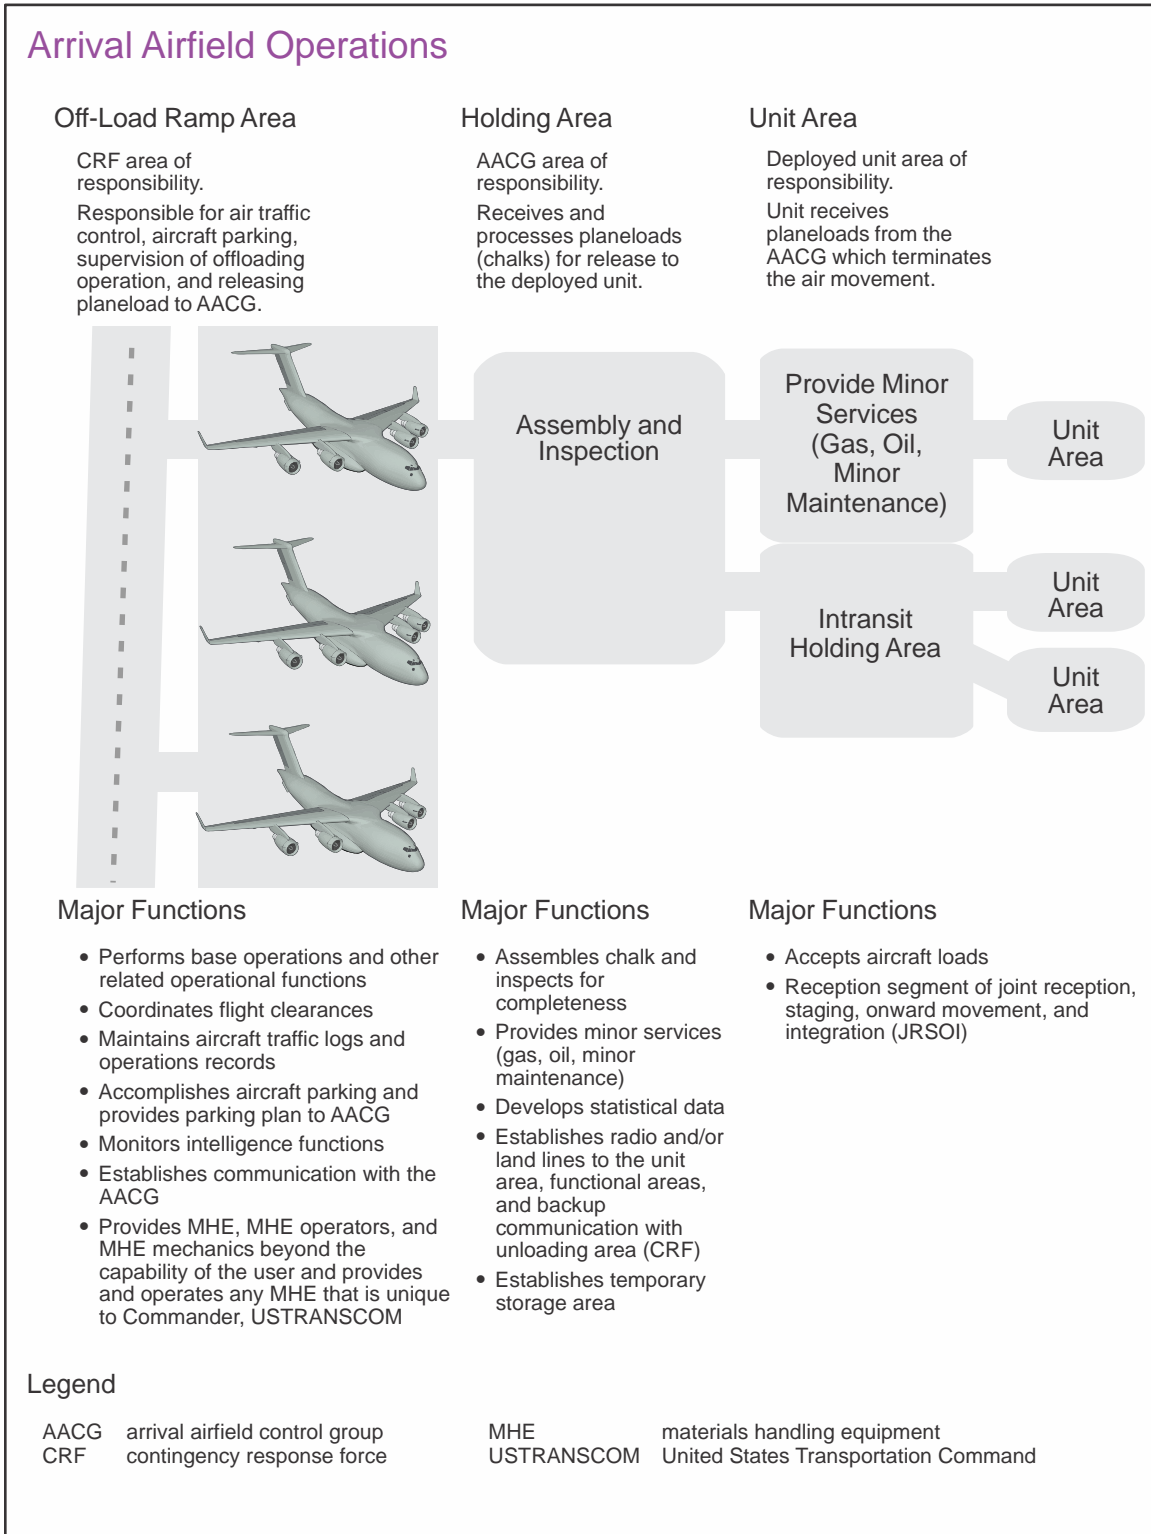 Arrival Airfield Operations
Off-Load Ramp Area
CRF area of
responsibility.
Responsible for air traffic
control, aircraft parking,
supervision of offloading
operation, and releasing
planeload to AACG.
Holding Area
AACG area of
responsibility.
Receives and
processes planeloads
(chalks) for release to
the deployed unit.
Unit Area
Deployed unit area of
responsibility.
Unit receives
planeloads from the
AACG which terminates
the air movement.
Assembly and
Inspection
Provide Minor
Services
(Gas, Oil,
Minor
Maintenance)
Unit
Area
Intransit
Holding Area
Unit
Area
Unit
Area
Major Functions
• Performs base operations and other
related operational functions
• Coordinates flight clearances
• Maintains aircraft traffic logs and
operations records
• Accomplishes aircraft parking and
provides parking plan to AACG
• Monitors intelligence functions
• Establishes communication with the
AACG
• Provides MHE, MHE operators, and
MHE mechanics beyond the
capability of the user and provides
and operates any MHE that is unique
to Commander, USTRANSCOM
Major Functions
• Assembles chalk and
inspects for
completeness
• Provides minor services
(gas, oil, minor
maintenance)
• Develops statistical data
• Establishes radio and/or
land lines to the unit
area, functional areas,
and backup
communication with
unloading area (CRF)
• Establishes temporary
storage area
Major Functions
• Accepts aircraft loads
• Reception segment of joint reception,
staging, onward movement, and
integration (JRSOI)
Legend
AACG arrival airfield control group
CRF contingency response force
MHE materials handling equipment
USTRANSCOM United States Transportation Command